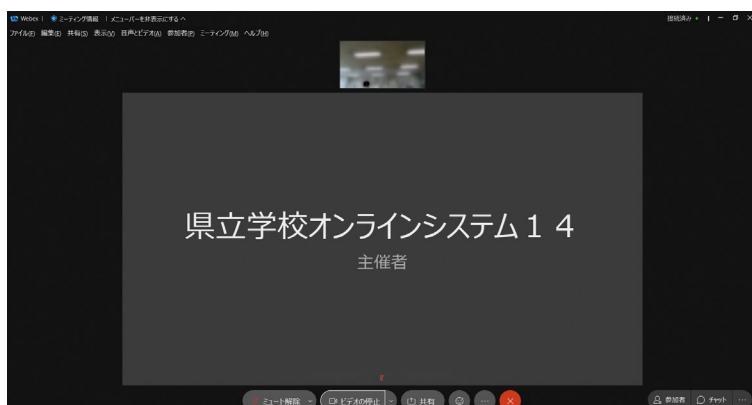 Webex | ミーティング情報 | メニューバーを非表示にする 接続済み
ファイル(F) 編集(E) 共有(S) 表示(V) 音声とビデオ(A) 参加者(P) ミーティング(M) ヘルプ(H)
県立学校オンラインシステム１４
主催者
ミュート解除 ビデオの停止 共有 参加者 チャット